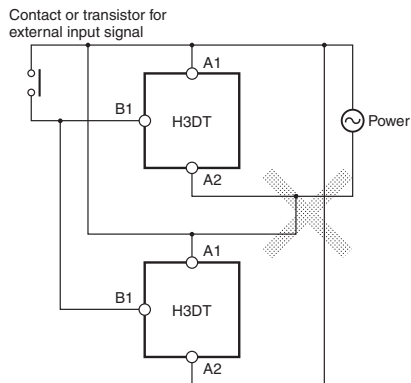 Contact or transistor for
external input signal
A1
B1
H3DT
Power
A2
A1
B1
H3DT
A2